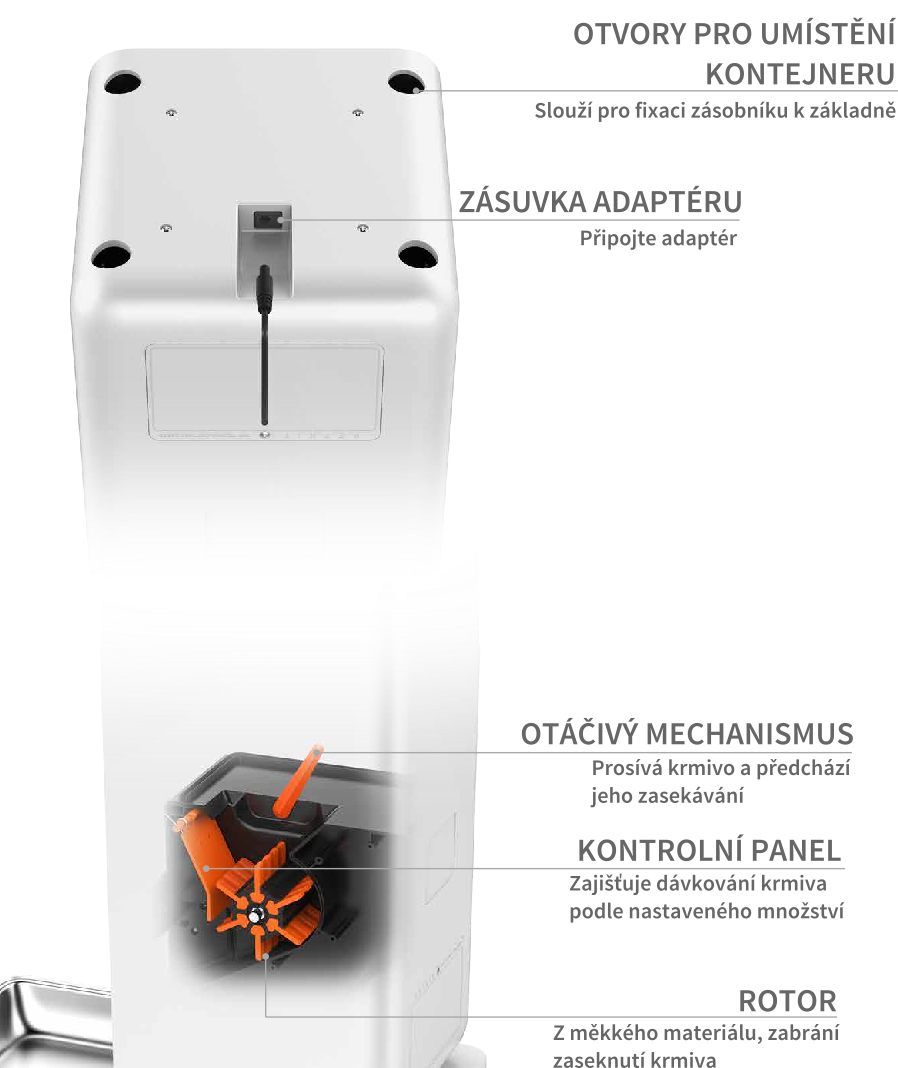 OTVORY PRO UMÍSTĚNÍ
KONTEJNERU
Slouží pro fixaci zásobníku k základně
ZÁSUVKA ADAPTÉRU
Připojte adaptér
OTÁČIVÝ MECHANISMUS
Prosívá krmivo a předchází
jeho zasekávání
KONTROLNÍ PANEL
Zajišťuje dávkování krmiva
podle nastaveného množství
ROTOR
Z měkkého materiálu, zabrání
zaseknutí krmiva